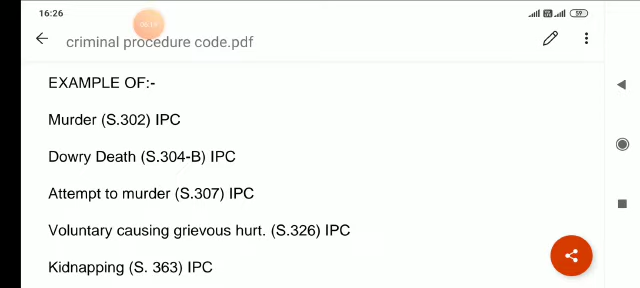 16:26
59
criminal procedure code.pdf
EXAMPLE OF:-
Murder (S.302) IPC
Dowry Death (S.304-B) IPC
Attempt to murder (S.307) IPC
Voluntary causing grievous hurt. (S.326) IPC
Kidnapping (S. 363) IPC